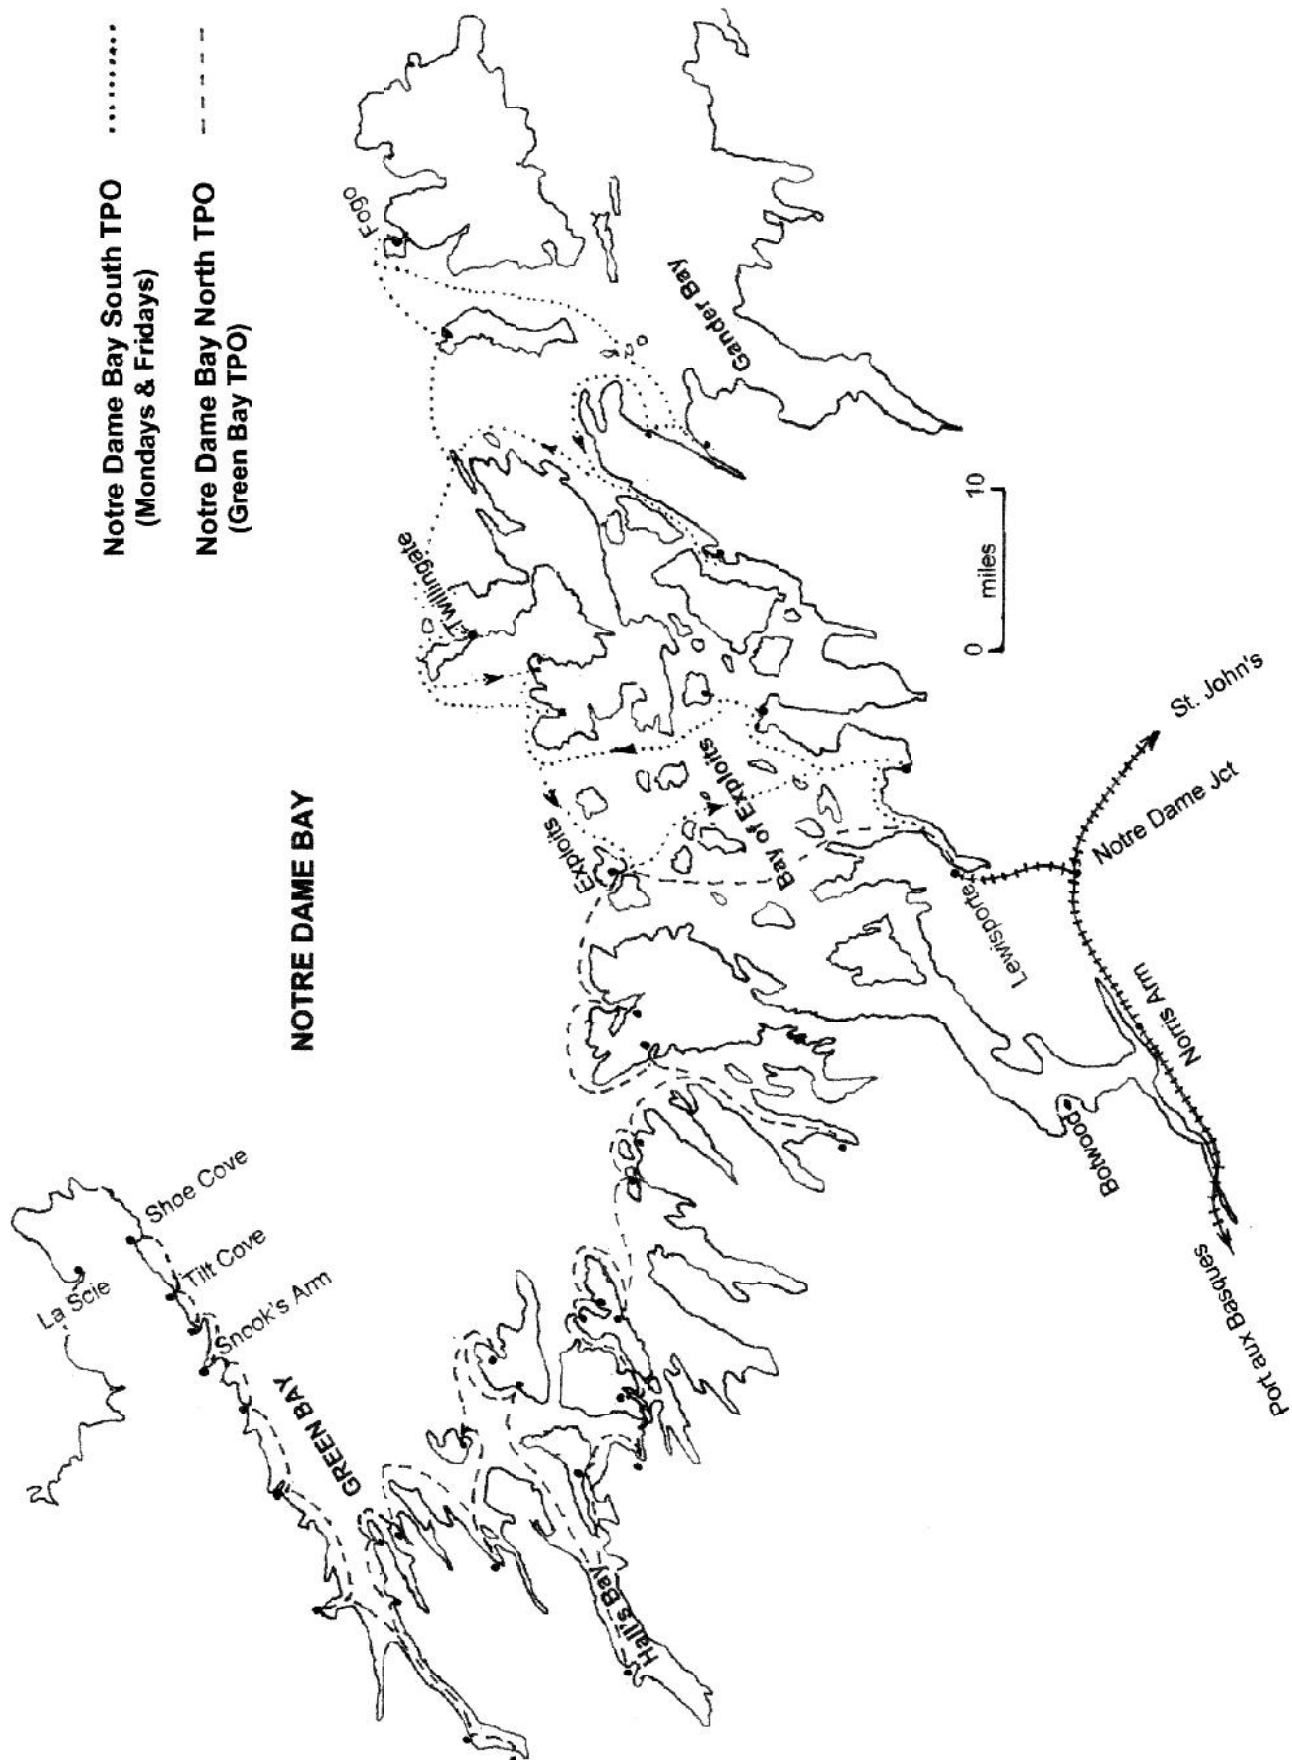 Notre Dame Bay South TPO
(Mondays & Fridays)
Notre Dame Bay North TPO
(Green Bay TPO)
NOTRE DAME BAY
La Scie
Shoe Cove
Tilt Cove
Snook's Arm
GREEN BAY
Hall's Bay
Exploits
Bay of Exploits
Twillingate
Fogo
Gander Bay
Lewisporte
Botwood
Norris Arm
Notre Dame Jct
St. John's
Port aux Basques
0 miles 10